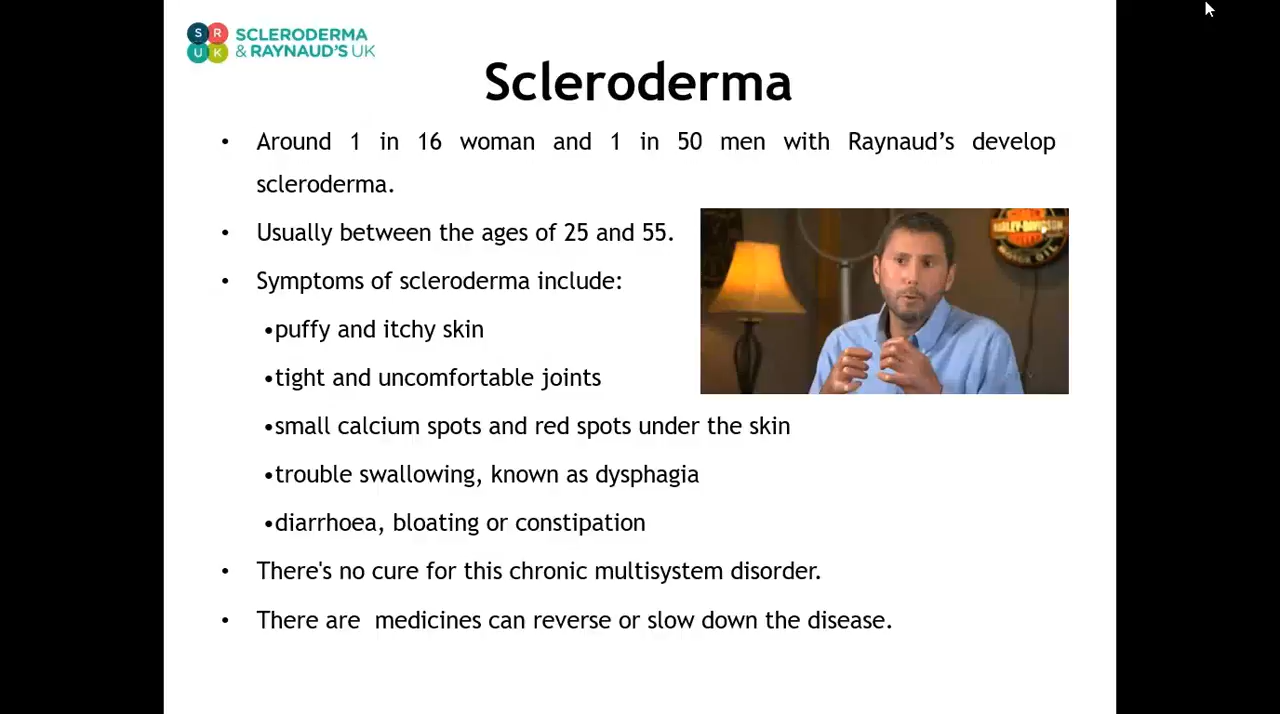 S R
U K
SCLERODERMA
& RAYNAUD'S UK
Scleroderma
• Around 1 in 16 woman and 1 in 50 men with Raynaud’s develop
scleroderma.
• Usually between the ages of 25 and 55.
HARLEY-DAVIDSON
OIL
• Symptoms of scleroderma include:
•puffy and itchy skin
•tight and uncomfortable joints
•small calcium spots and red spots under the skin
•trouble swallowing, known as dysphagia
•diarrhoea, bloating or constipation
• There's no cure for this chronic multisystem disorder.
• There are  medicines can reverse or slow down the disease.